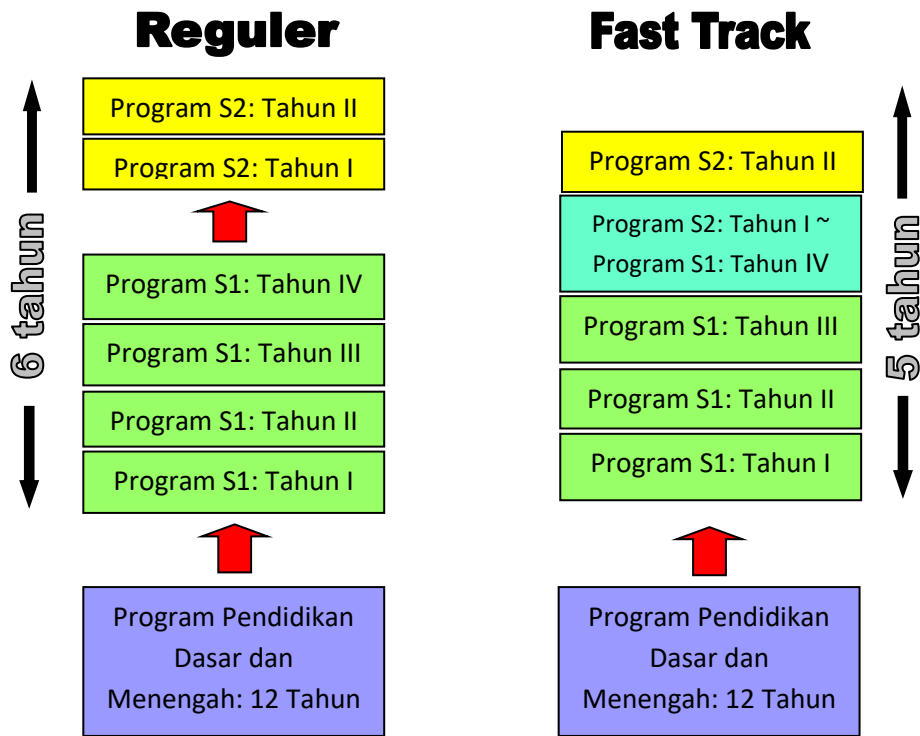 Reguler
Program S2: Tahun II
Program S2: Tahun I
6 tahun
Program S1: Tahun IV
Program S1: Tahun III
Program S1: Tahun II
Program S1: Tahun I
Program Pendidikan
Dasar dan
Menengah: 12 Tahun
Fast Track
Program S2: Tahun II
Program S2: Tahun I ~
Program S1: Tahun IV
5 tahun
Program S1: Tahun III
Program S1: Tahun II
Program S1: Tahun I
Program Pendidikan
Dasar dan
Menengah: 12 Tahun